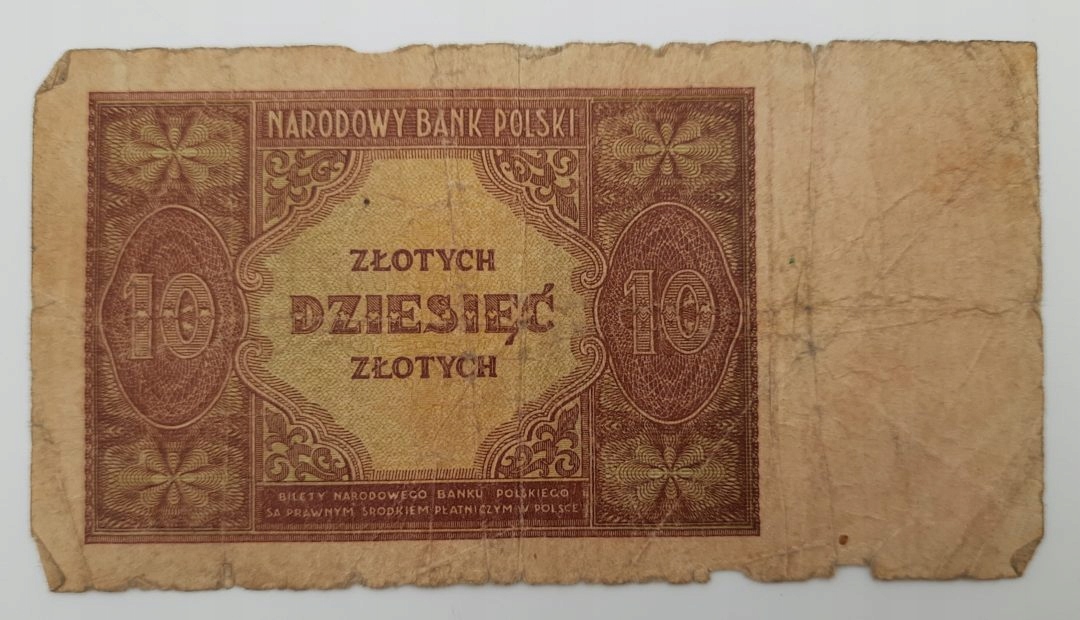 NARODOWY BANK POLSKI
10
ZŁOTYCH
DZIESIĘĆ
ZŁOTYCH
10
BILETY NARODOWEGO BANKU POLSKIEGO
SĄ PRAWNYM ŚRODKIEM PŁATNICZYM W POLSCE